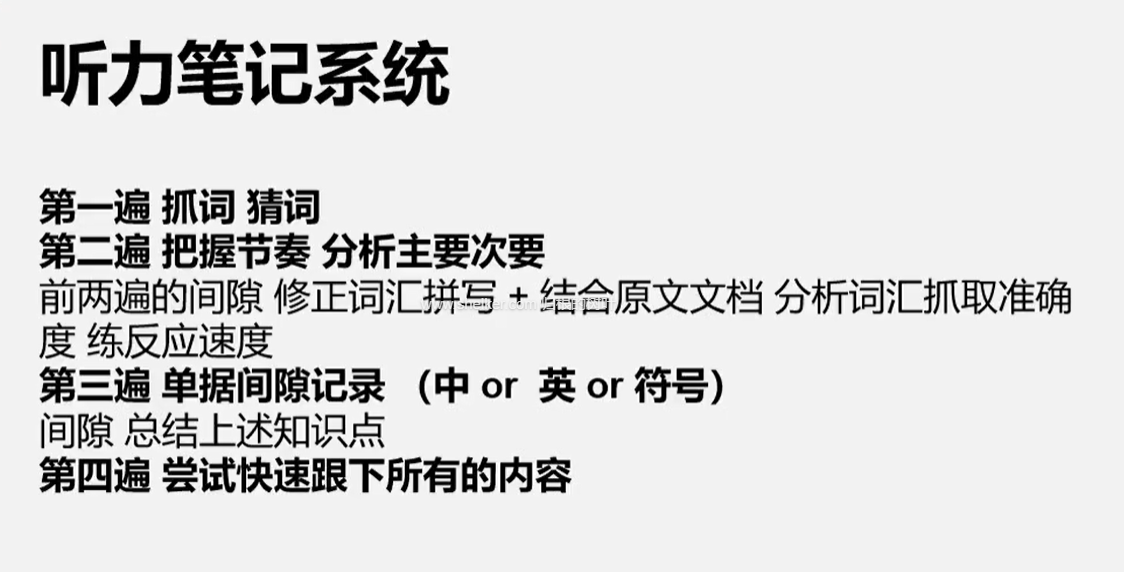 听力笔记系统
第一遍 抓词 猜词
第二遍 把握节奏 分析主要次要
前两遍的间隙 修正词汇拼写 + 结合原文文档 分析词汇抓取准确
度 练反应速度
第三遍 单据间隙记录 （中 or 英 or 符号）
间隙 总结上述知识点
第四遍 尝试快速跟下所有的内容